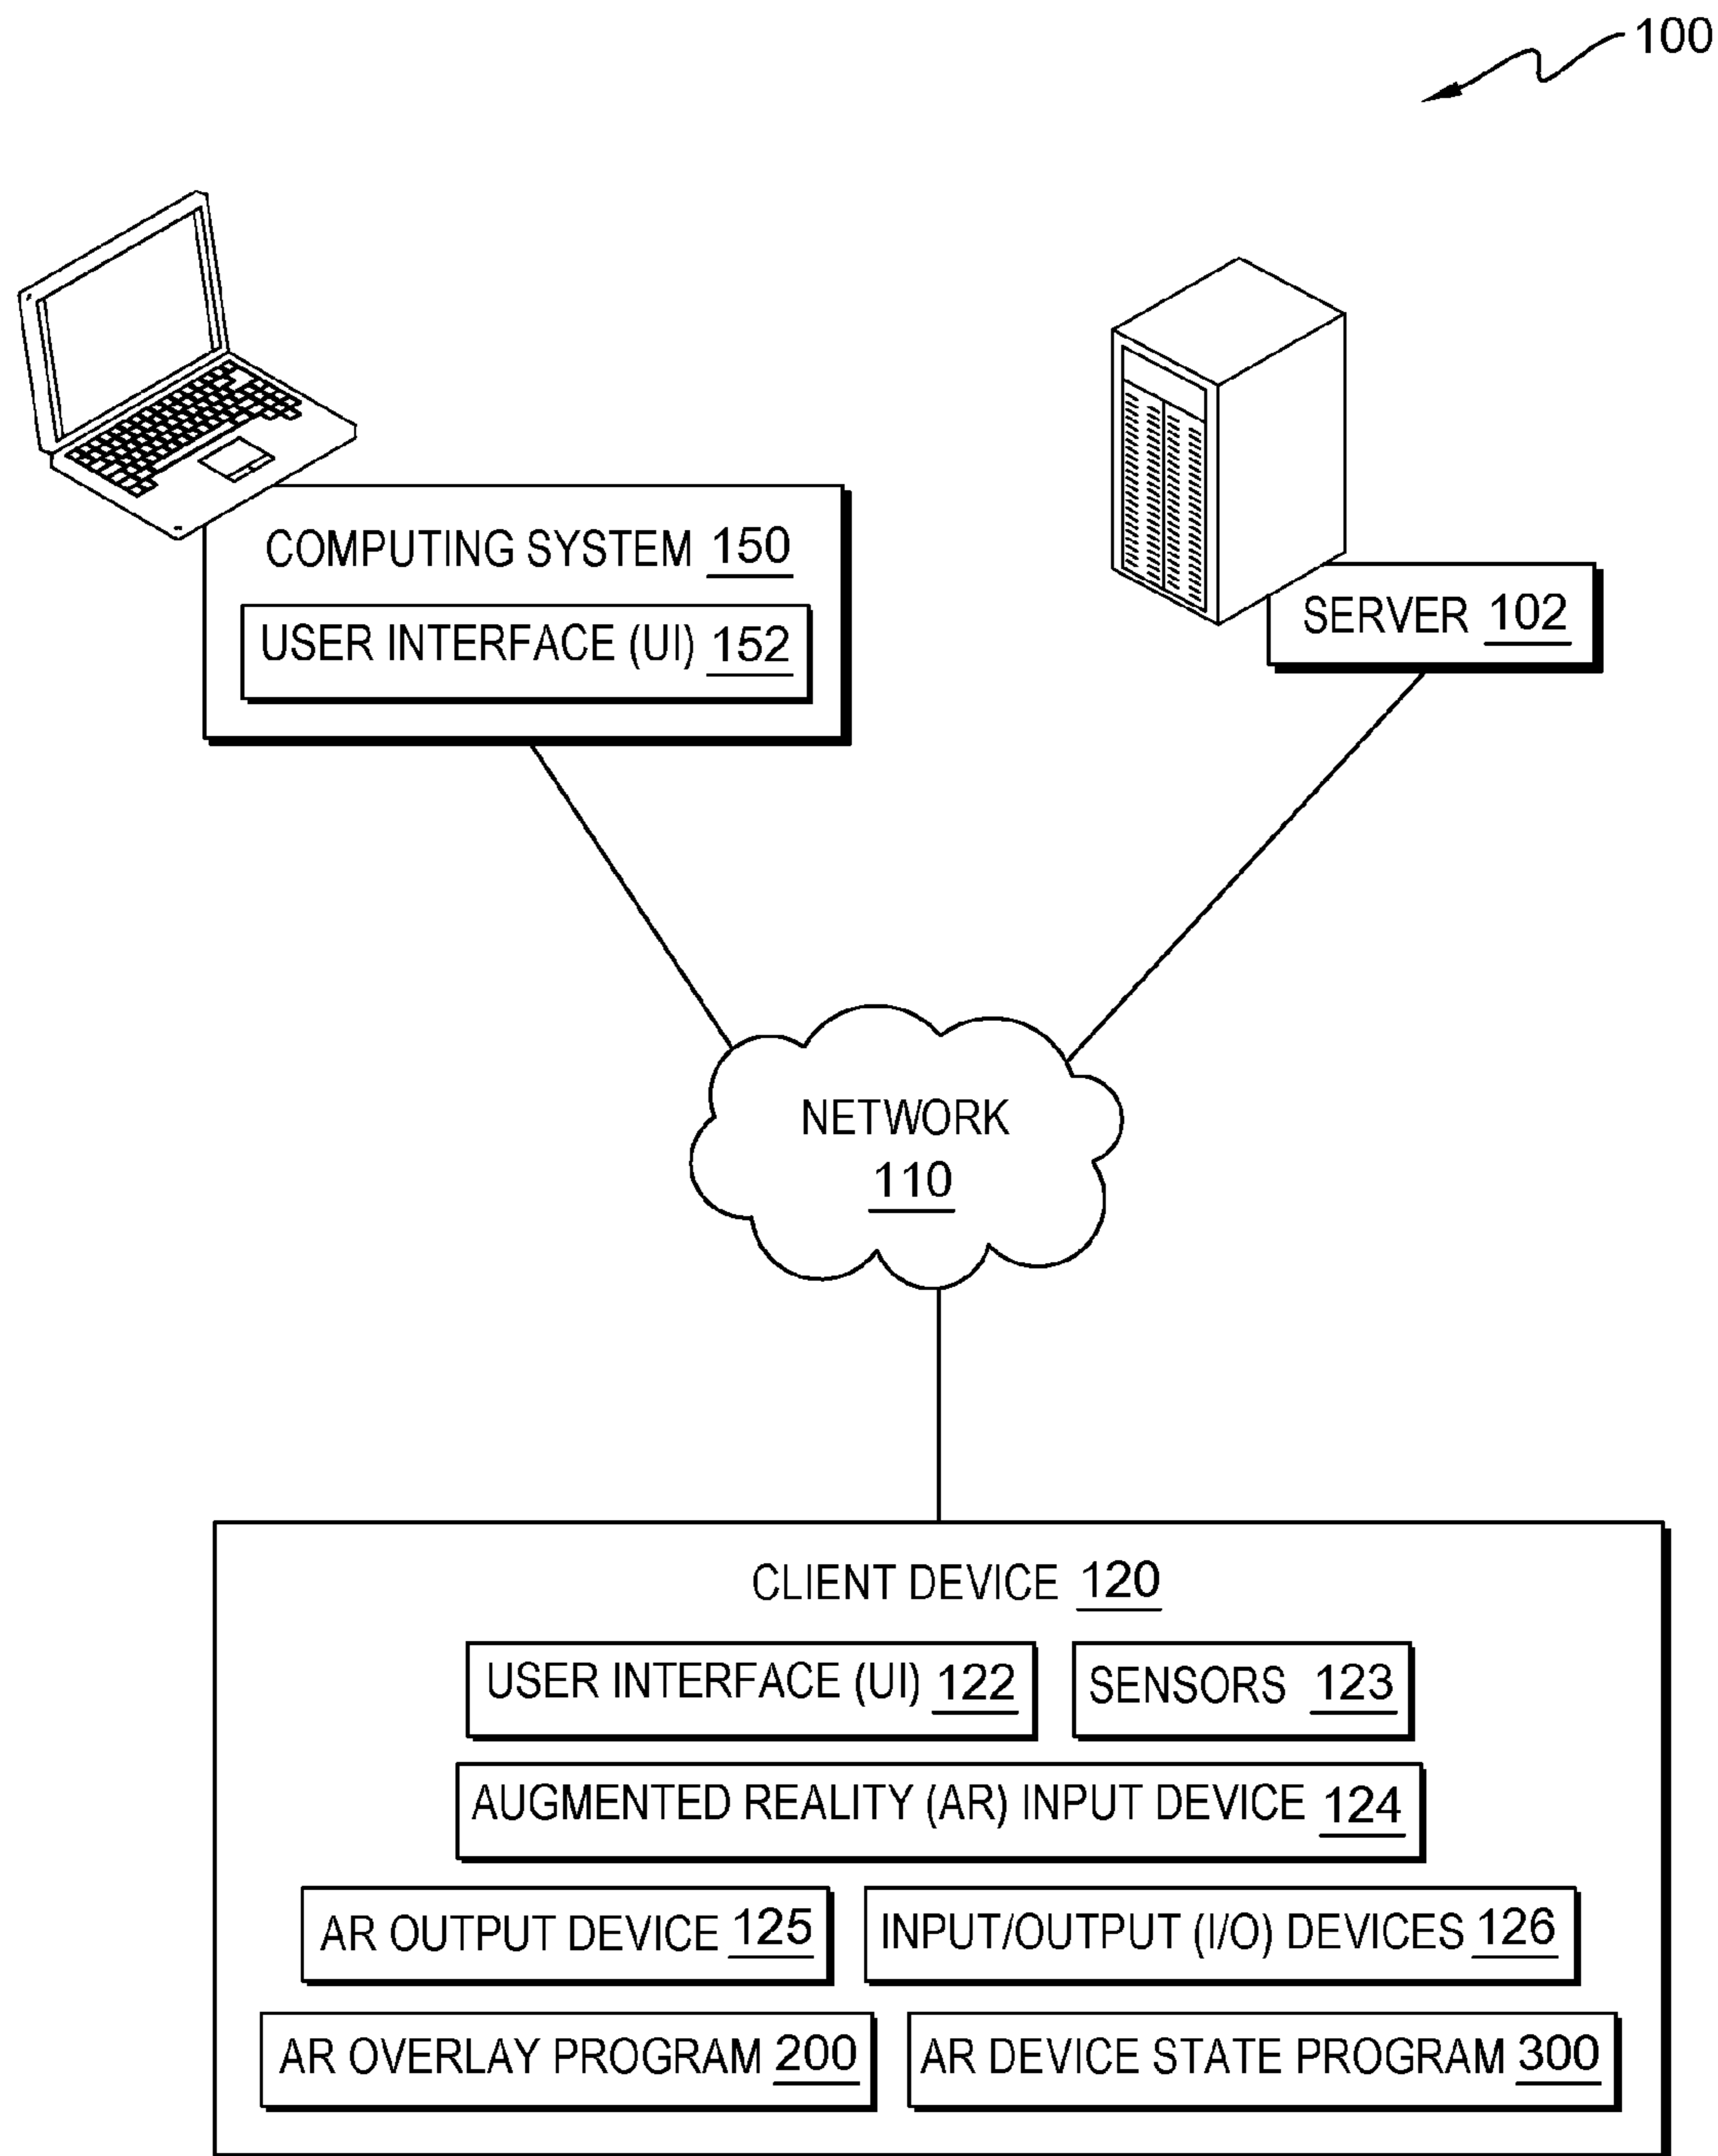 100
COMPUTING SYSTEM 150
USER INTERFACE (UI) 152
SERVER 102
NETWORK
110
CLIENT DEVICE 120
USER INTERFACE (UI) 122
SENSORS 123
AUGMENTED REALITY (AR) INPUT DEVICE 124
AR OUTPUT DEVICE 125
INPUT/OUTPUT (I/O) DEVICES 126
AR OVERLAY PROGRAM 200
AR DEVICE STATE PROGRAM 300